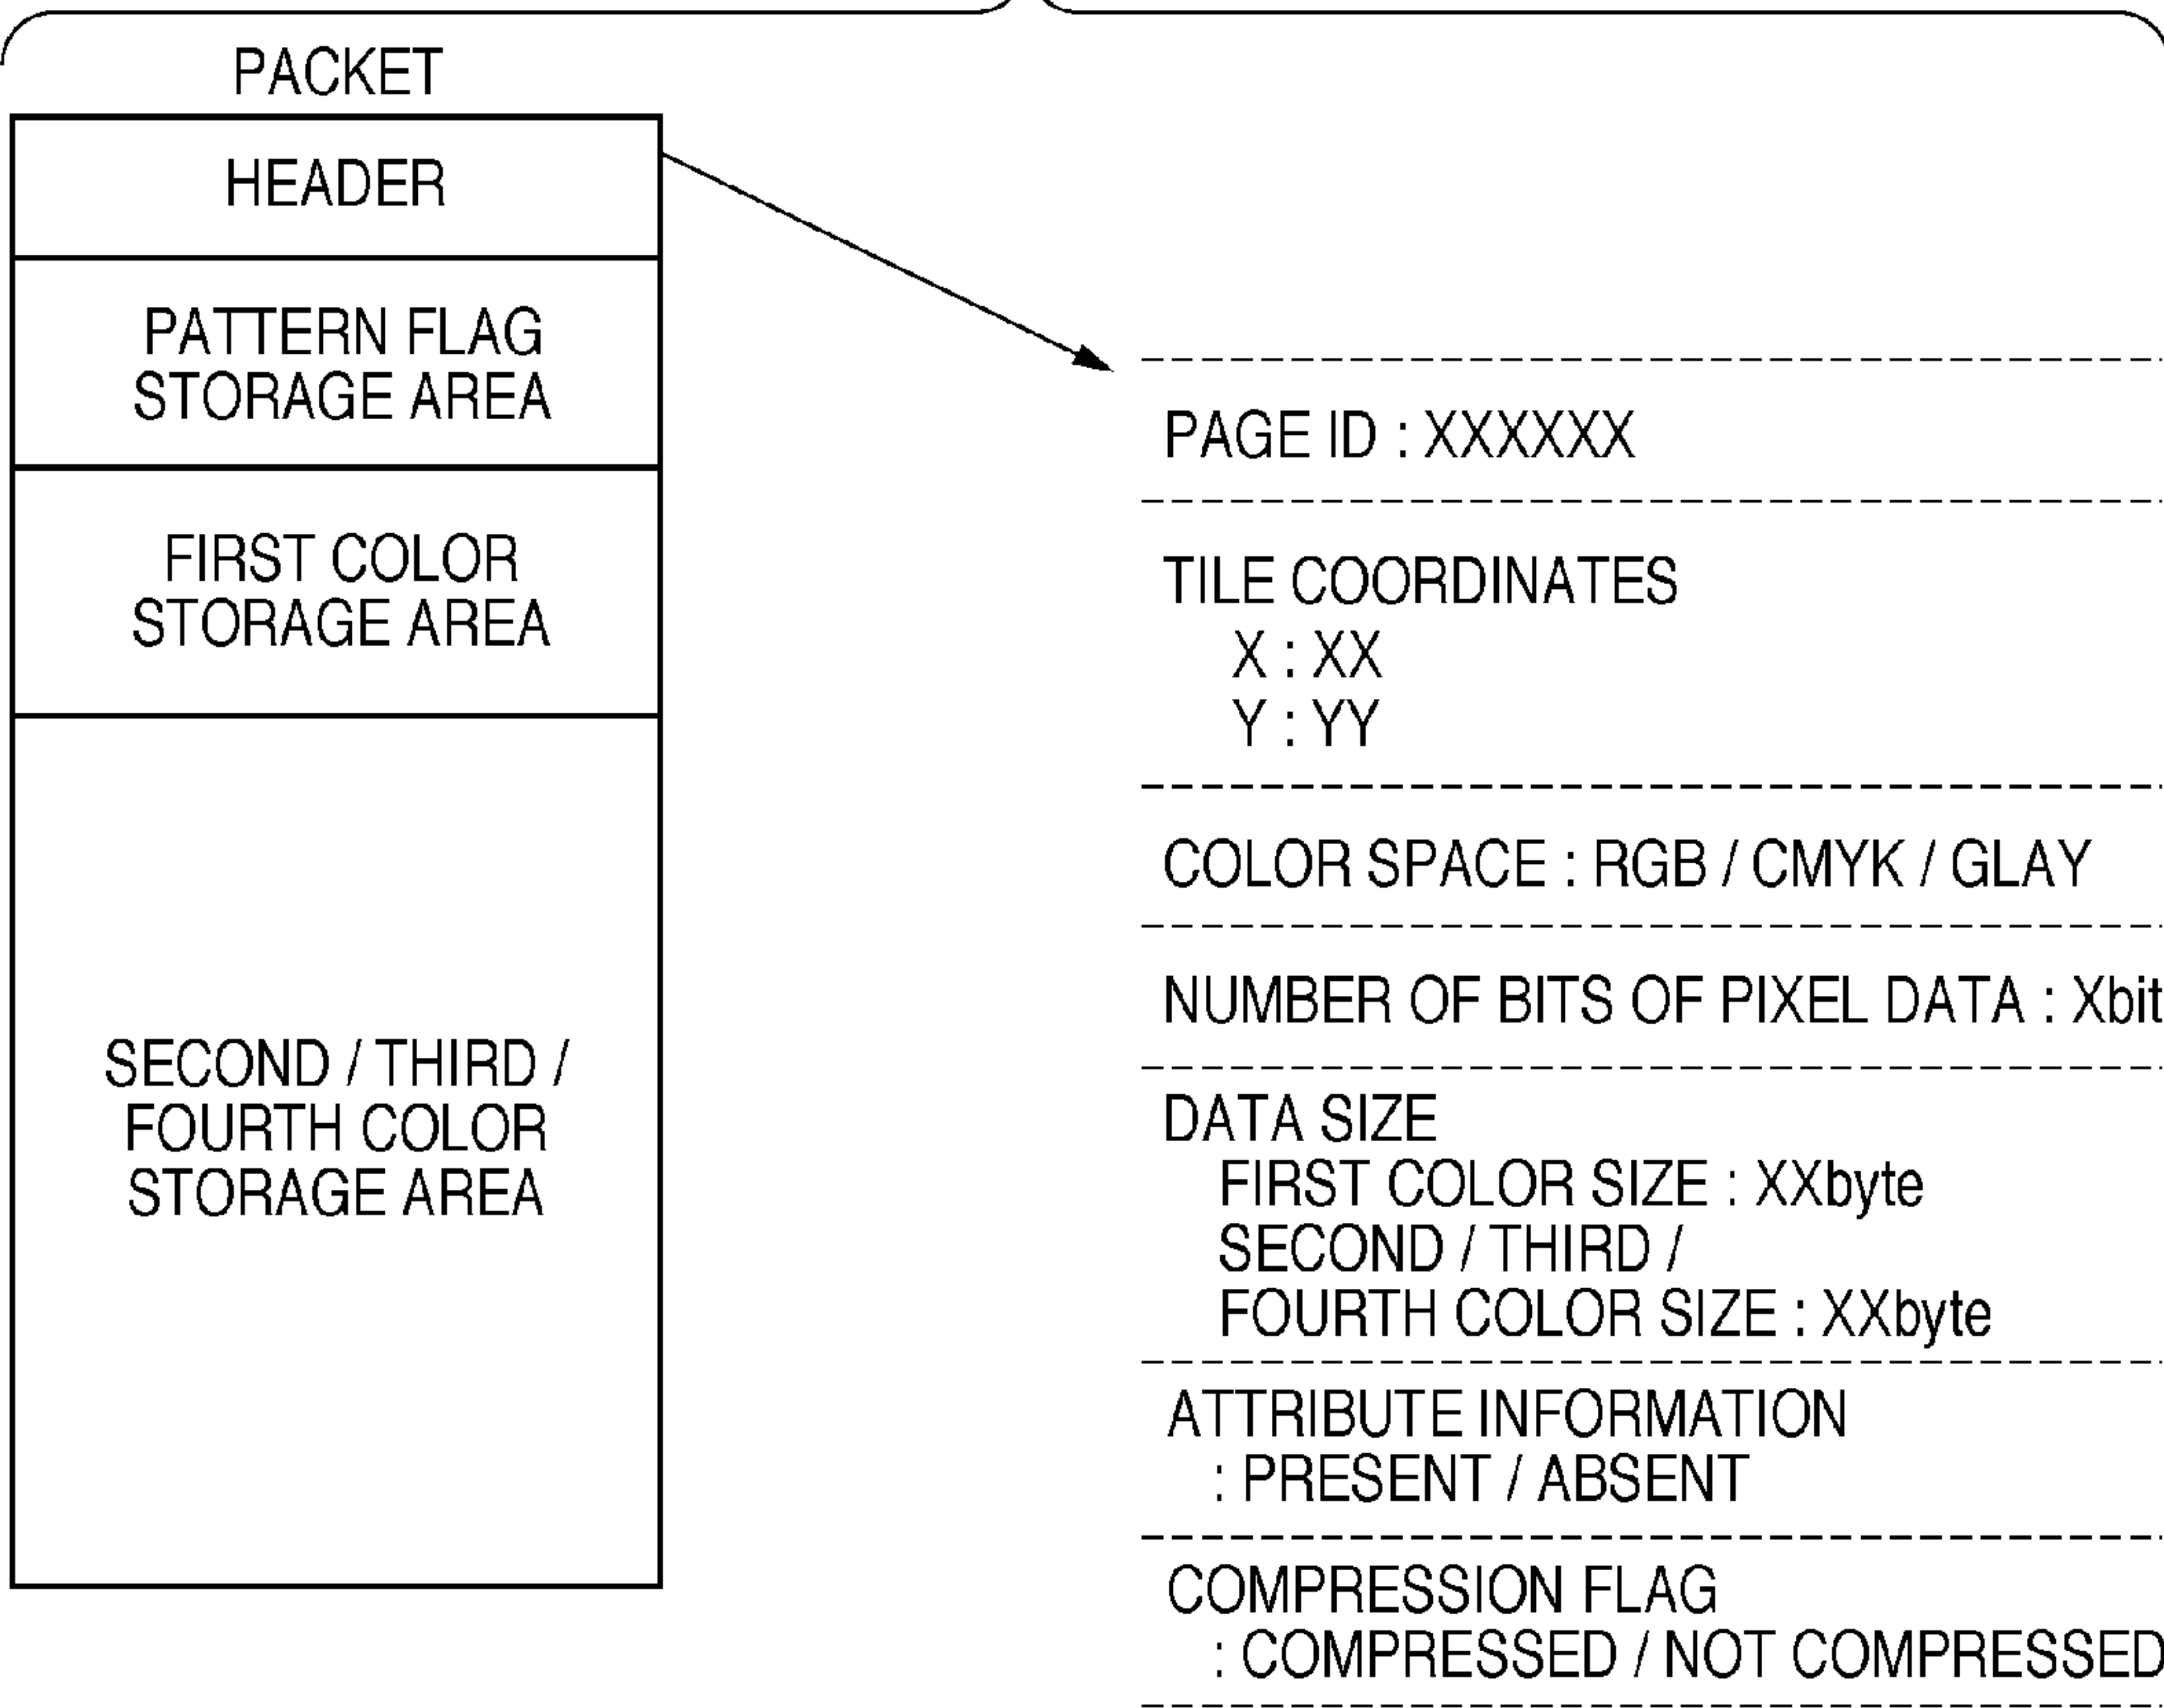 PACKET
HEADER
PATTERN FLAG
STORAGE AREA
FIRST COLOR
STORAGE AREA
SECOND / THIRD /
FOURTH COLOR
STORAGE AREA
PAGE ID : XXXXXX
TILE COORDINATES
X : XX
Y : YY
COLOR SPACE : RGB / CMYK / GLAY
NUMBER OF BITS OF PIXEL DATA : Xbit
DATA SIZE
FIRST COLOR SIZE : XXbyte
SECOND / THIRD /
FOURTH COLOR SIZE : XXbyte
ATTRIBUTE INFORMATION
: PRESENT / ABSENT
COMPRESSION FLAG
: COMPRESSED / NOT COMPRESSED